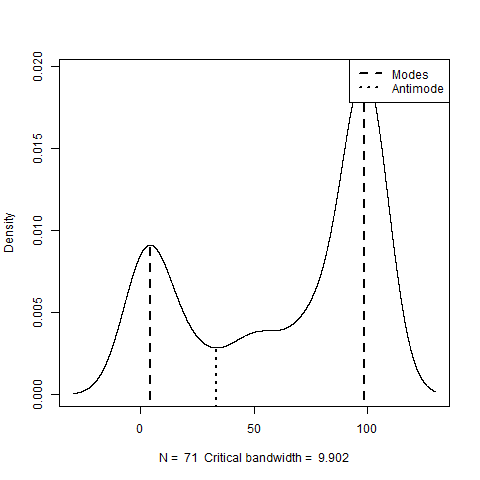 Modes
Antimode
Density
0.020
0.015
0.010
0.005
0.000
0 50 100
N = 71 Critical bandwidth = 9.902